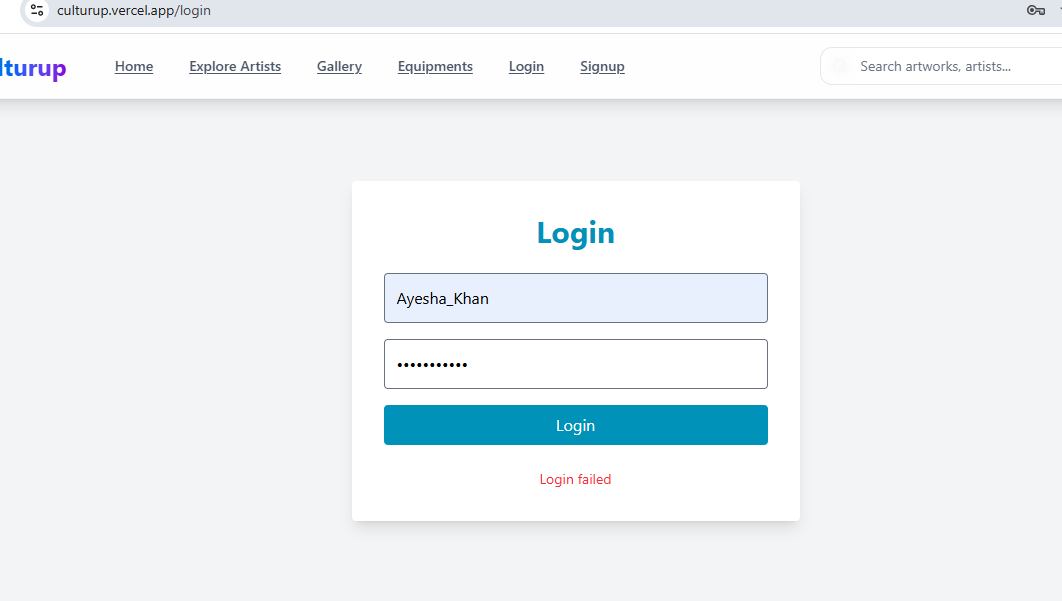 culturup.vercel.app/login
lturup Home Explore Artists Gallery Equipments Login Signup Search artworks, artists...
Login
Ayesha_Khan
•••••••••••
Login
Login failed